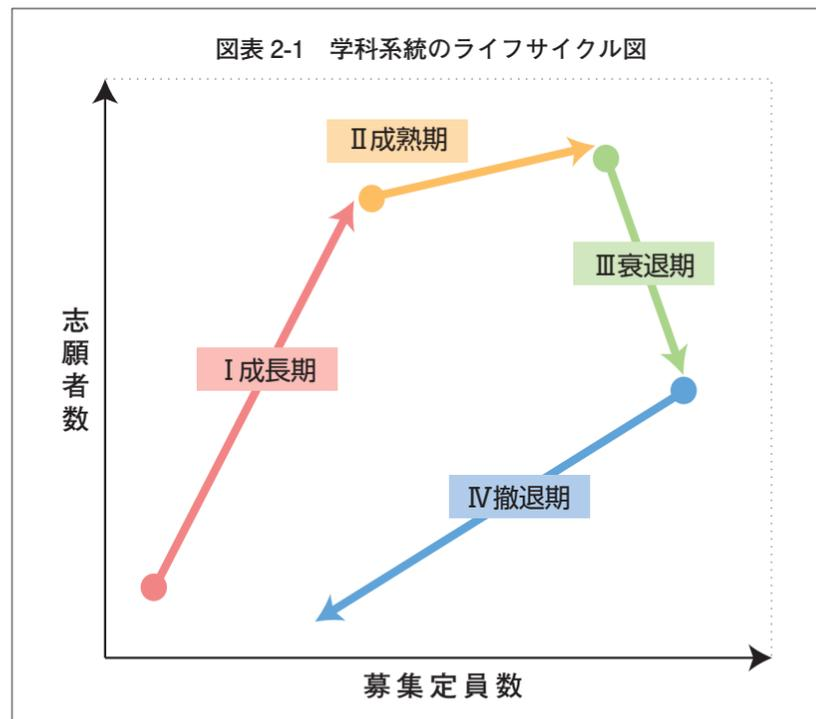 図表 2-1　学科系統のライフサイクル図
Ⅱ成熟期
Ⅲ衰退期
Ⅰ成長期
Ⅳ撤退期
志願者数
募集定員数